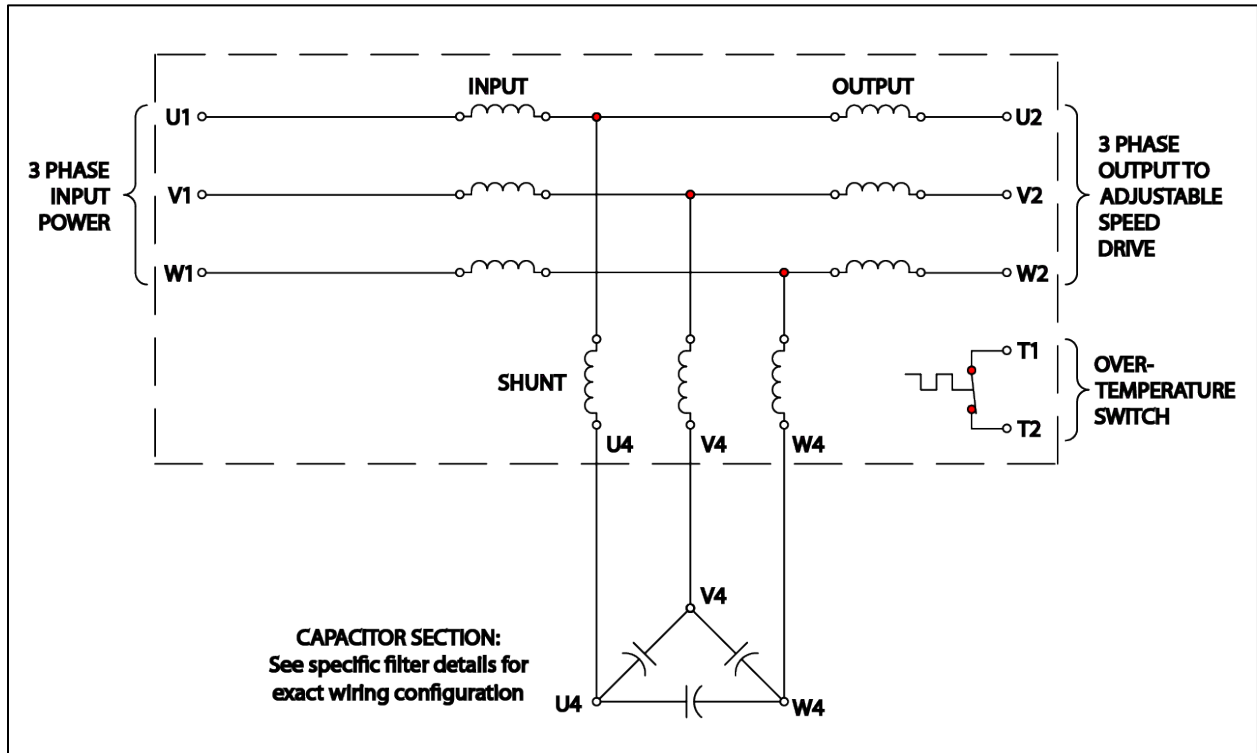 INPUT
OUTPUT
U1
U2
3 PHASE
INPUT
POWER
V1
V2
3 PHASE
OUTPUT TO
ADJUSTABLE
SPEED
DRIVE
W1
W2
SHUNT
T1
T2
OVER-
TEMPERATURE
SWITCH
U4
V4
W4
V4
CAPACITOR SECTION:
See specific filter details for
exact wiring configuration
U4
W4